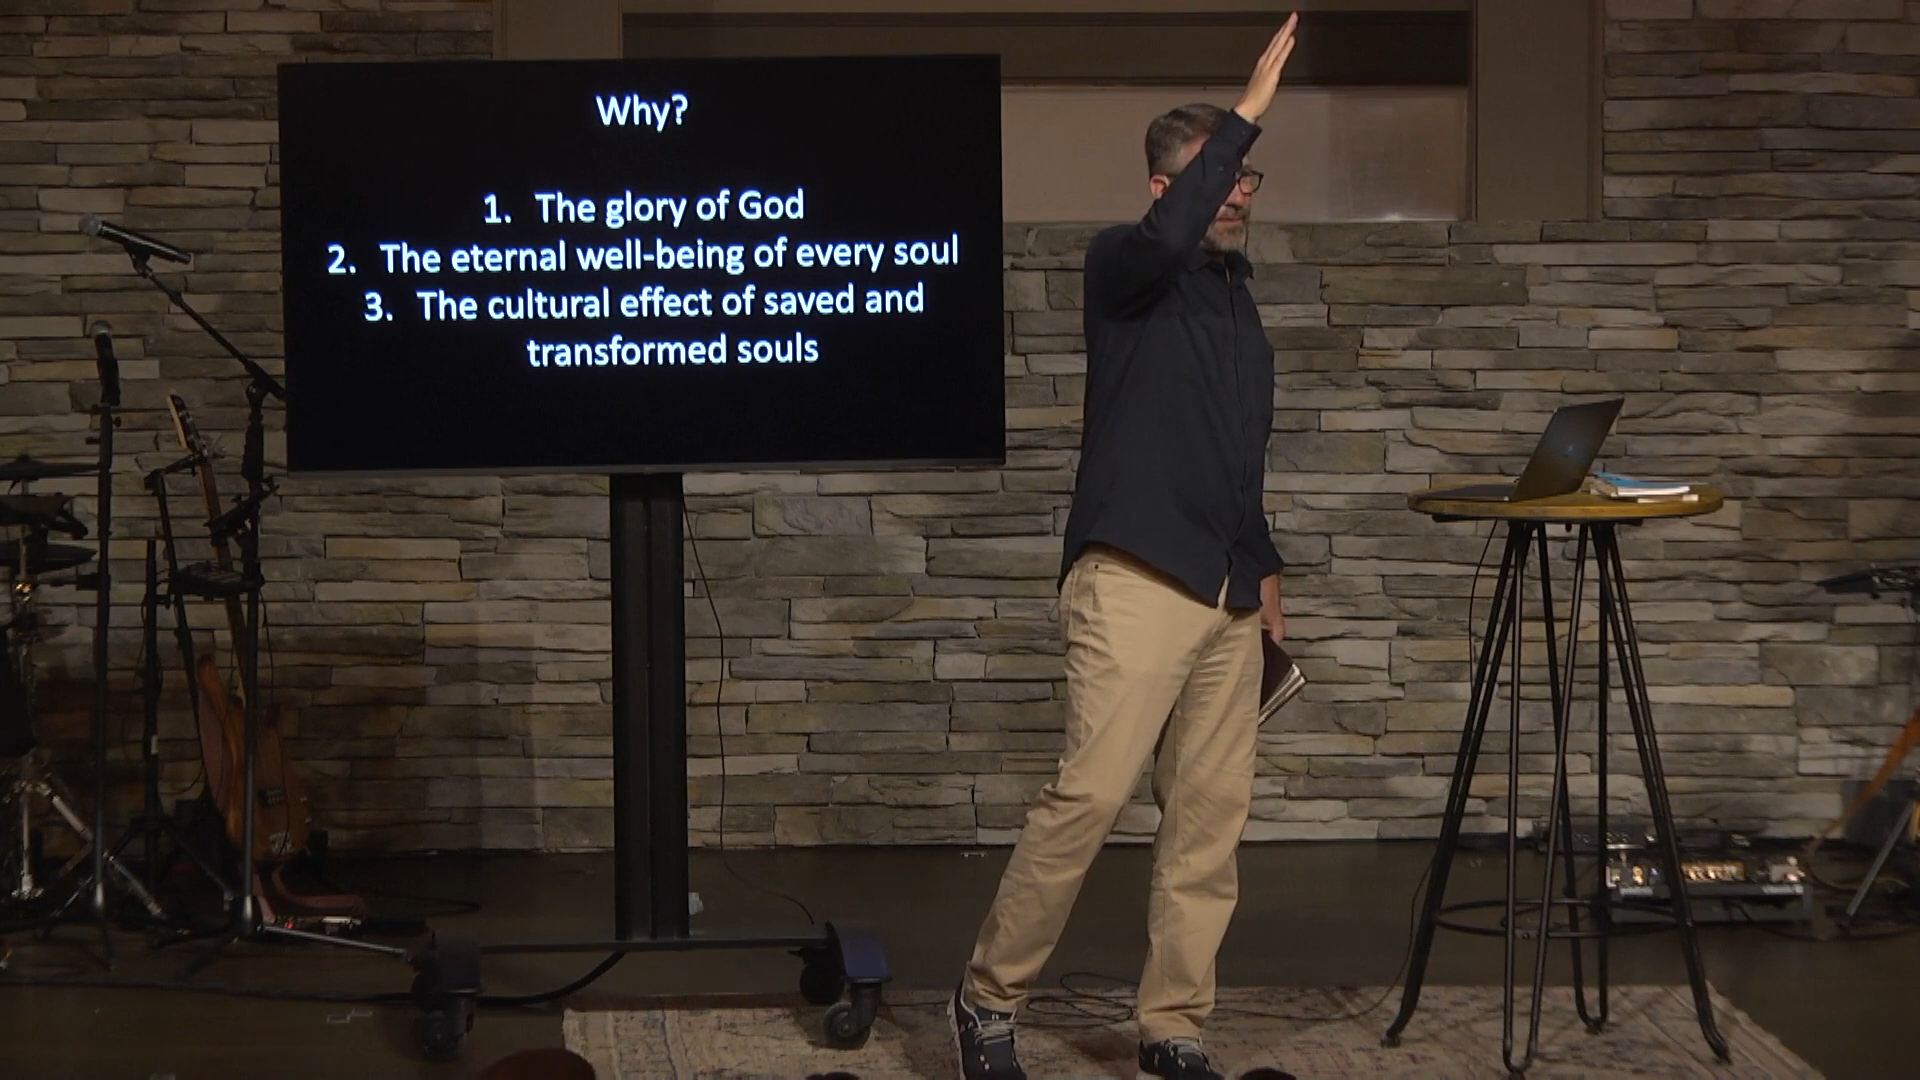 Why?
1. The glory of God
2. The eternal well-being of every soul
3. The cultural effect of saved and
transformed souls